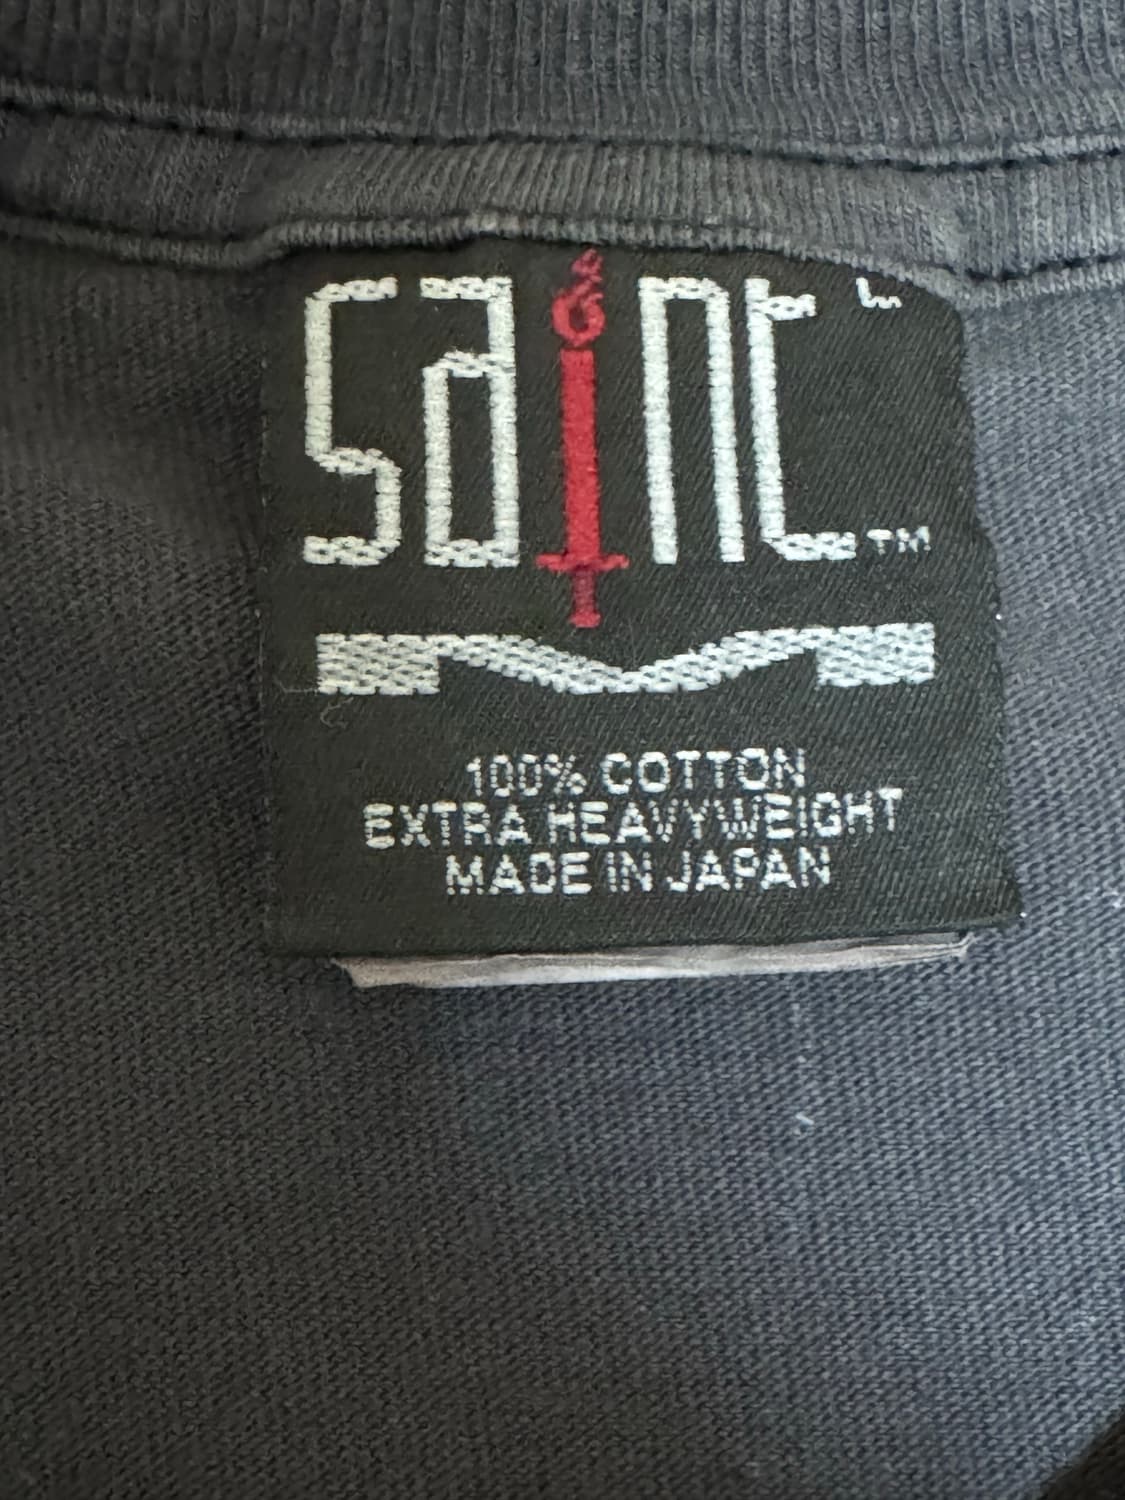 saint ™
100% COTTON
EXTRA HEAVYWEIGHT
MADE IN JAPAN